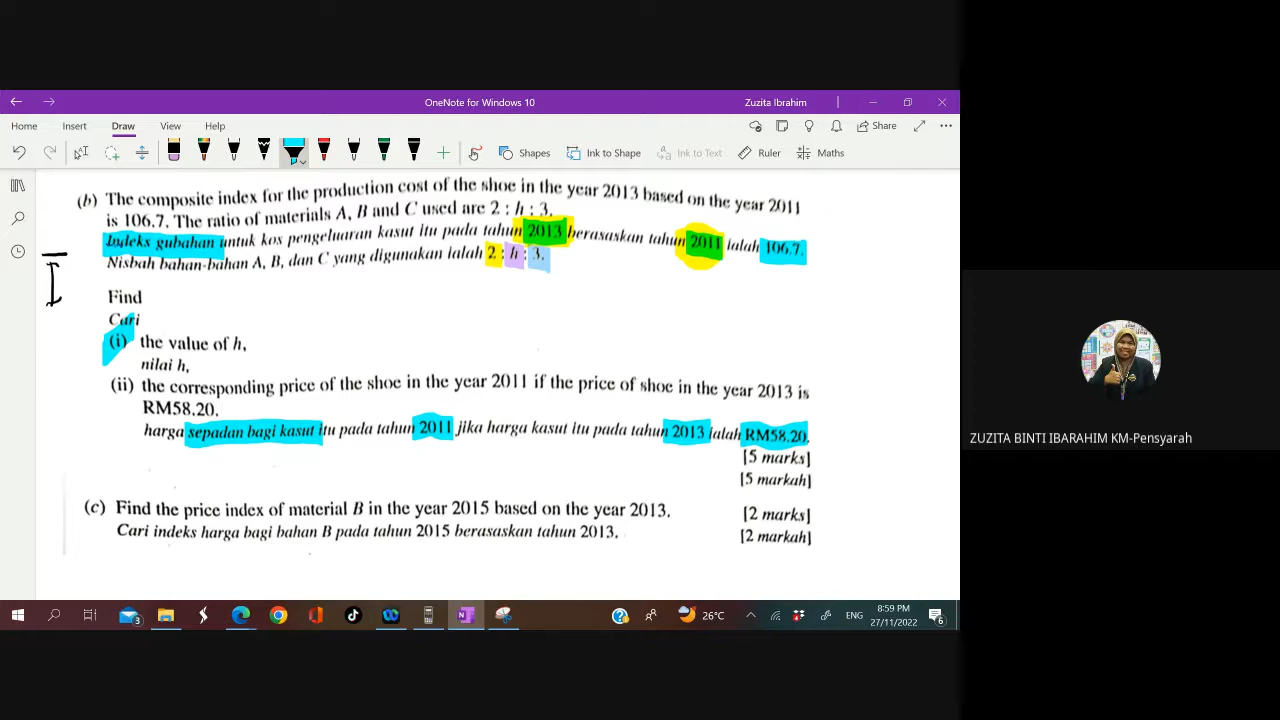 OneNote for Windows 10
Zuzita Ibrahim
Home Insert Draw View Help
Share
Shapes Ink to Shape Ink to Text Ruler Maths
(b) The composite index for the production cost of the shoe in the year 2013 based on the year 2011
is 106.7. The ratio of materials A, B and C used are 2 : h : 3.
Indeks gubahan untuk kos pengeluaran kasut itu pada tahun 2013 berasaskan tahun 2011 ialah 106.7.
Nisbah bahan-bahan A, B, dan C yang digunakan ialah 2 : h : 3.
I
Find
Cari
(i) the value of h,
nilai h,
(ii) the corresponding price of the shoe in the year 2011 if the price of shoe in the year 2013 is
RM58.20.
harga sepadan bagi kasut itu pada tahun 2011 jika harga kasut itu pada tahun 2013 ialah RM58.20.
[5 marks]
[5 markah]
(c) Find the price index of material B in the year 2015 based on the year 2013.
[2 marks]
Cari indeks harga bagi bahan B pada tahun 2015 berasaskan tahun 2013.
[2 markah]
ZUZITA BINTI IBARAHIM KM-Pensyarah
3
26°C
ENG
8:59 PM
27/11/2022
6